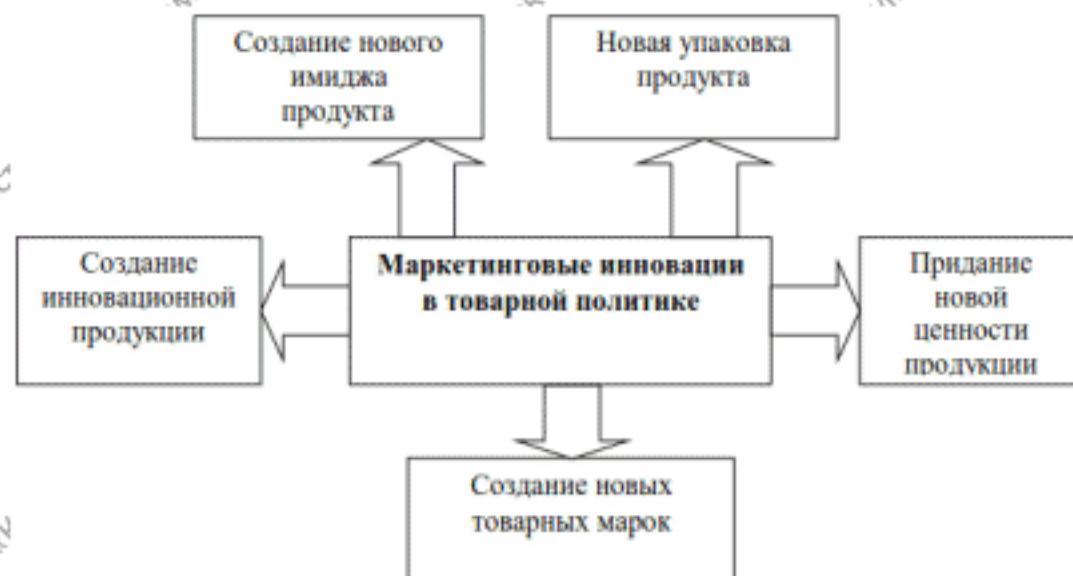 Создание нового
имиджа
продукта
Новая упаковка
продукта
Создание
инновационной
продукции
Маркетинговые инновации
в товарной политике
Придание
новой
ценности
продукции
Создание новых
товарных марок